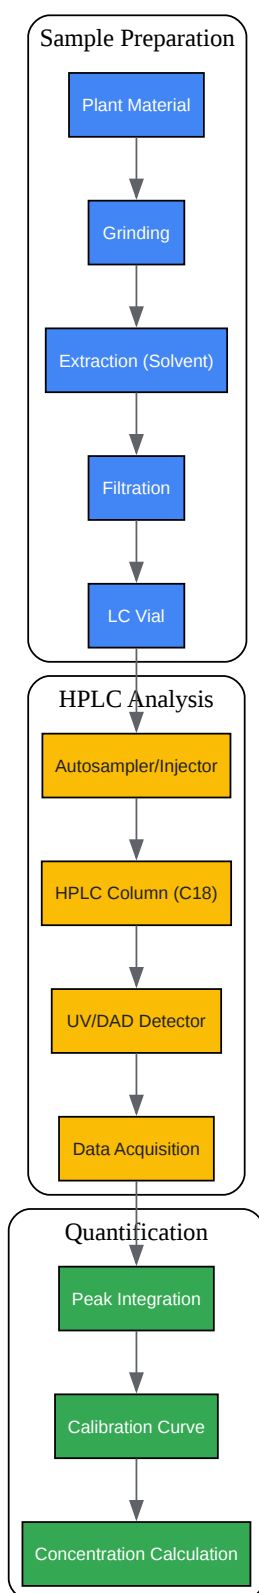 Sample Preparation
Plant Material
Grinding
Extraction (Solvent)
Filtration
LC Vial
HPLC Analysis
Autosampler/Injector
HPLC Column (C18)
UV/DAD Detector
Data Acquisition
Quantification
Peak Integration
Calibration Curve
Concentration Calculation